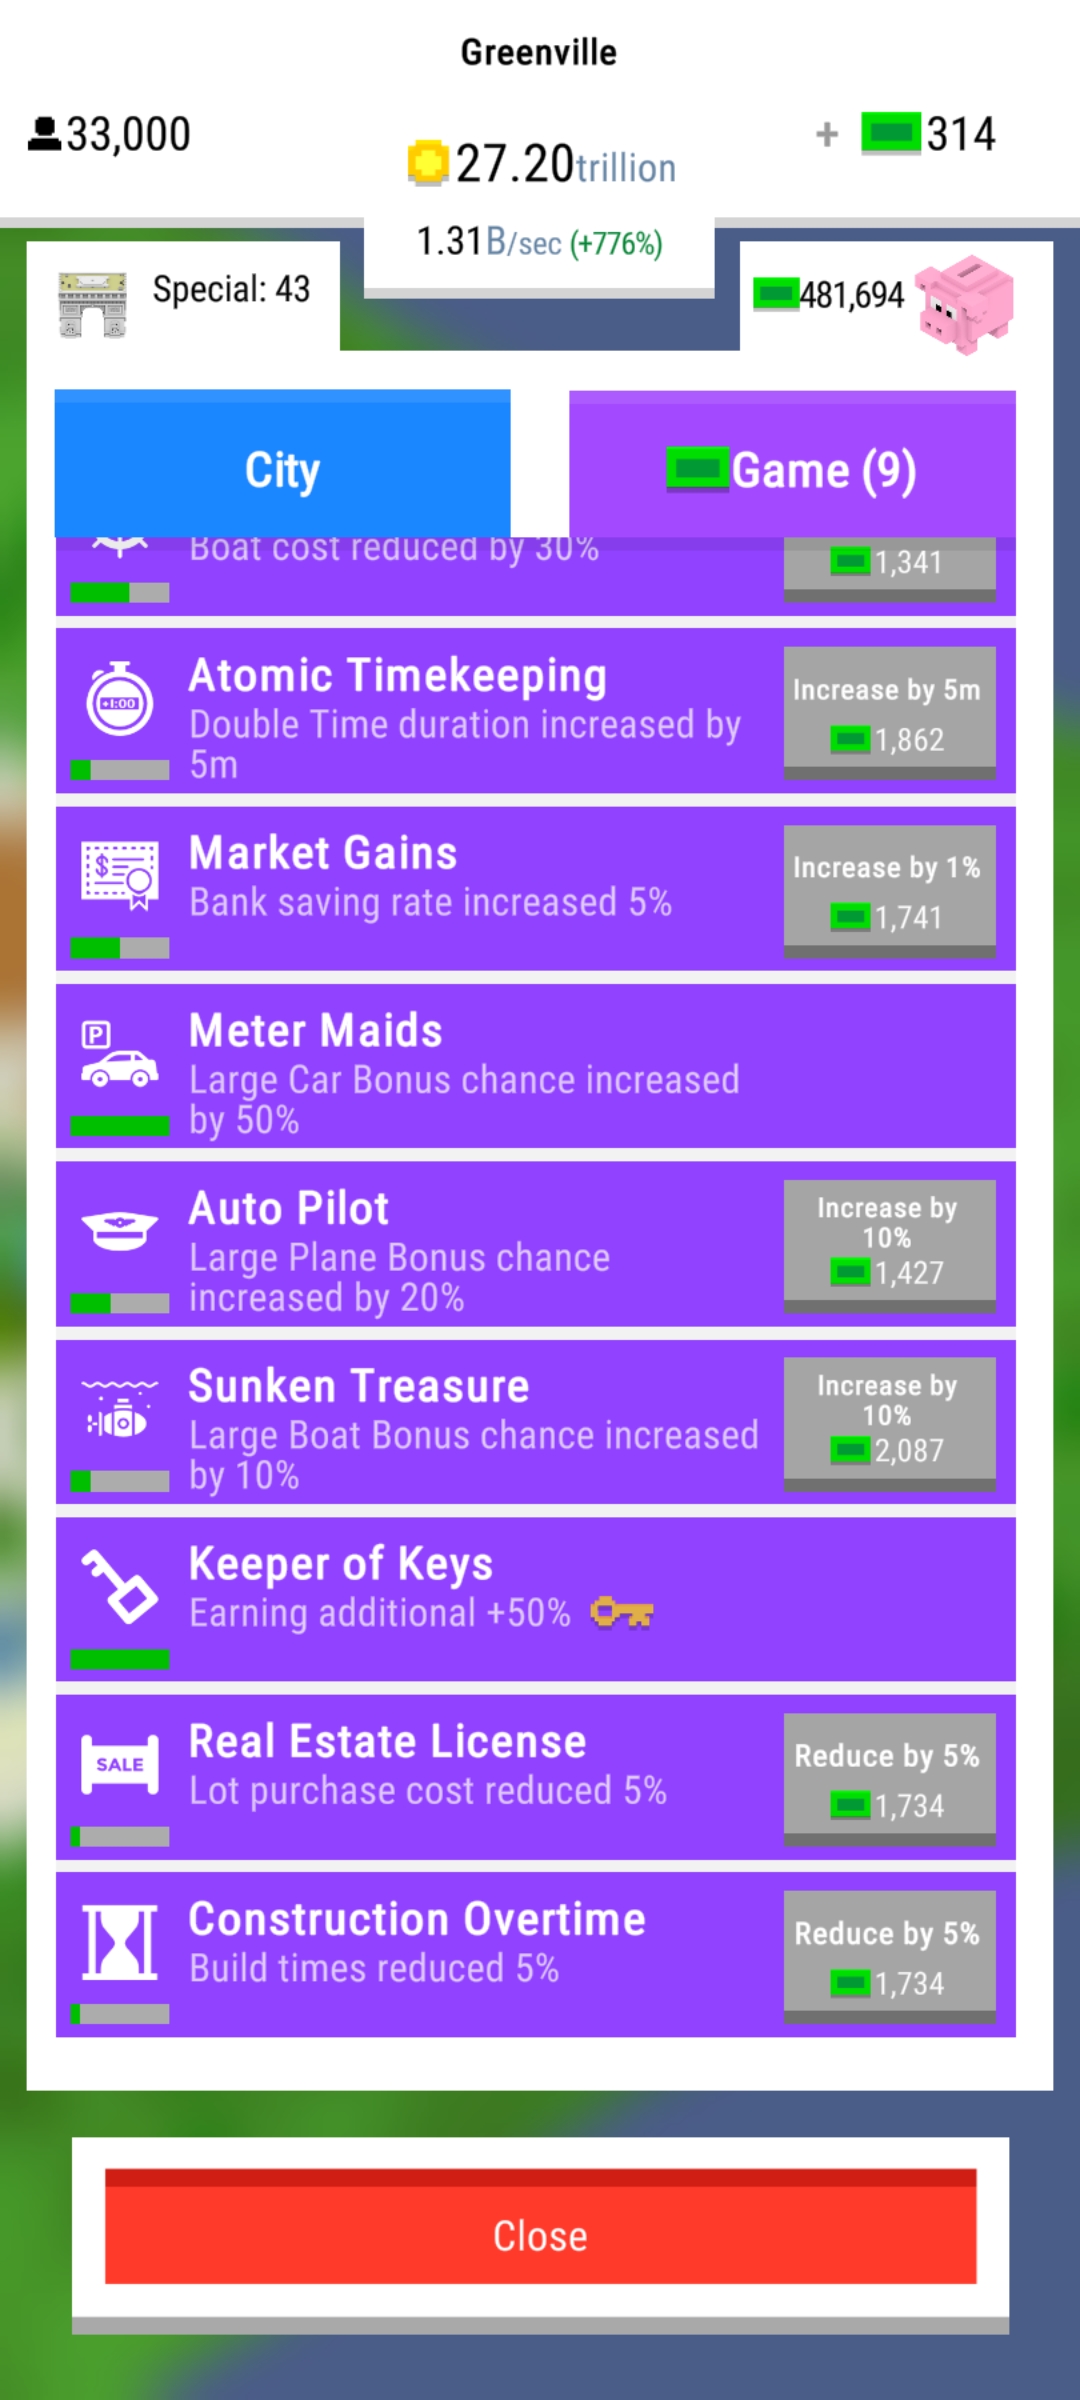 Greenville
33,000
27.20trillion
+ 314
1.31B/sec (+776%)
Special: 43
481,694
City
Game (9)
Boat cost reduced by 30%
1,341
Atomic Timekeeping
Double Time duration increased by
5m
+1:00
Increase by 5m
1,862
Market Gains
Bank saving rate increased 5%
$
Increase by 1%
1,741
P
Meter Maids
Large Car Bonus chance increased
by 50%
Auto Pilot
Large Plane Bonus chance
increased by 20%
Increase by
10%
1,427
Sunken Treasure
Large Boat Bonus chance increased
by 10%
Increase by
10%
2,087
Keeper of Keys
Earning additional +50%
SALE
Real Estate License
Lot purchase cost reduced 5%
Reduce by 5%
1,734
Construction Overtime
Build times reduced 5%
Reduce by 5%
1,734
Close